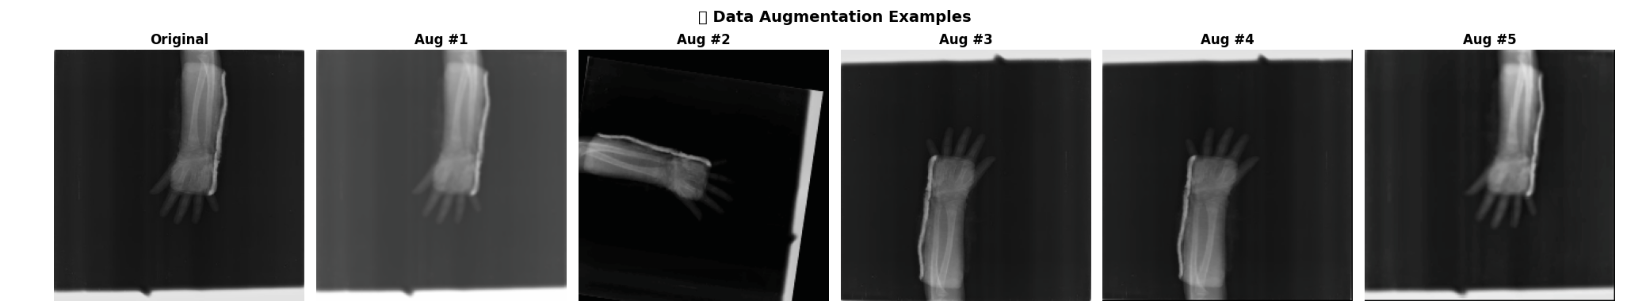 Data Augmentation Examples
Original
Aug #1
Aug #2
Aug #3
Aug #4
Aug #5